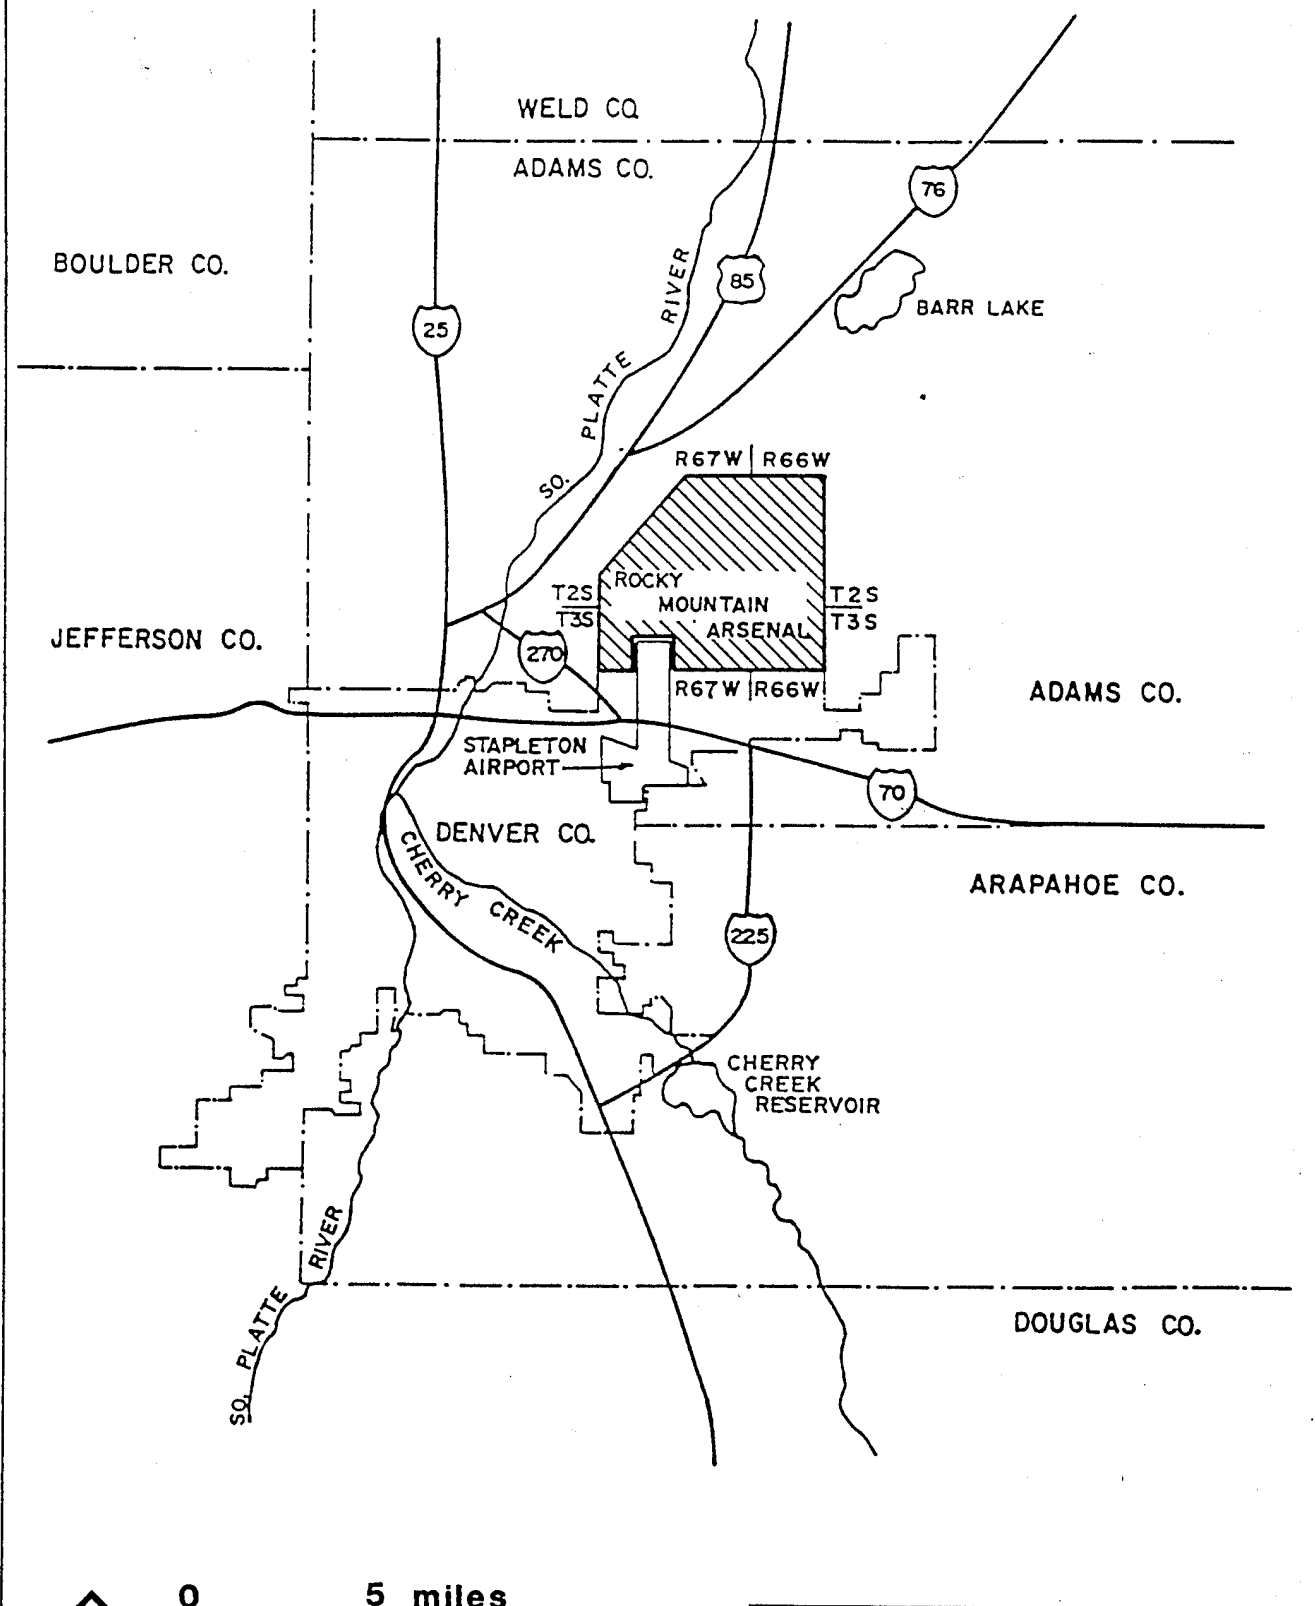 WELD CO.
ADAMS CO.
76
BOULDER CO.
85
RIVER
BARR LAKE
25
PLATTE
R67W R66W
SO.
ROCKY
T2S
T2S
MOUNTAIN
T3S
T3S
ARSENAL
JEFFERSON CO.
270
R67W R66W
ADAMS CO.
STAPLETON
AIRPORT
70
DENVER CO.
CHERRY CREEK
ARAPAHOE CO.
225
CHERRY
CREEK
RESERVOIR
RIVER
PLATTE
SO.
DOUGLAS CO.
0 5 miles